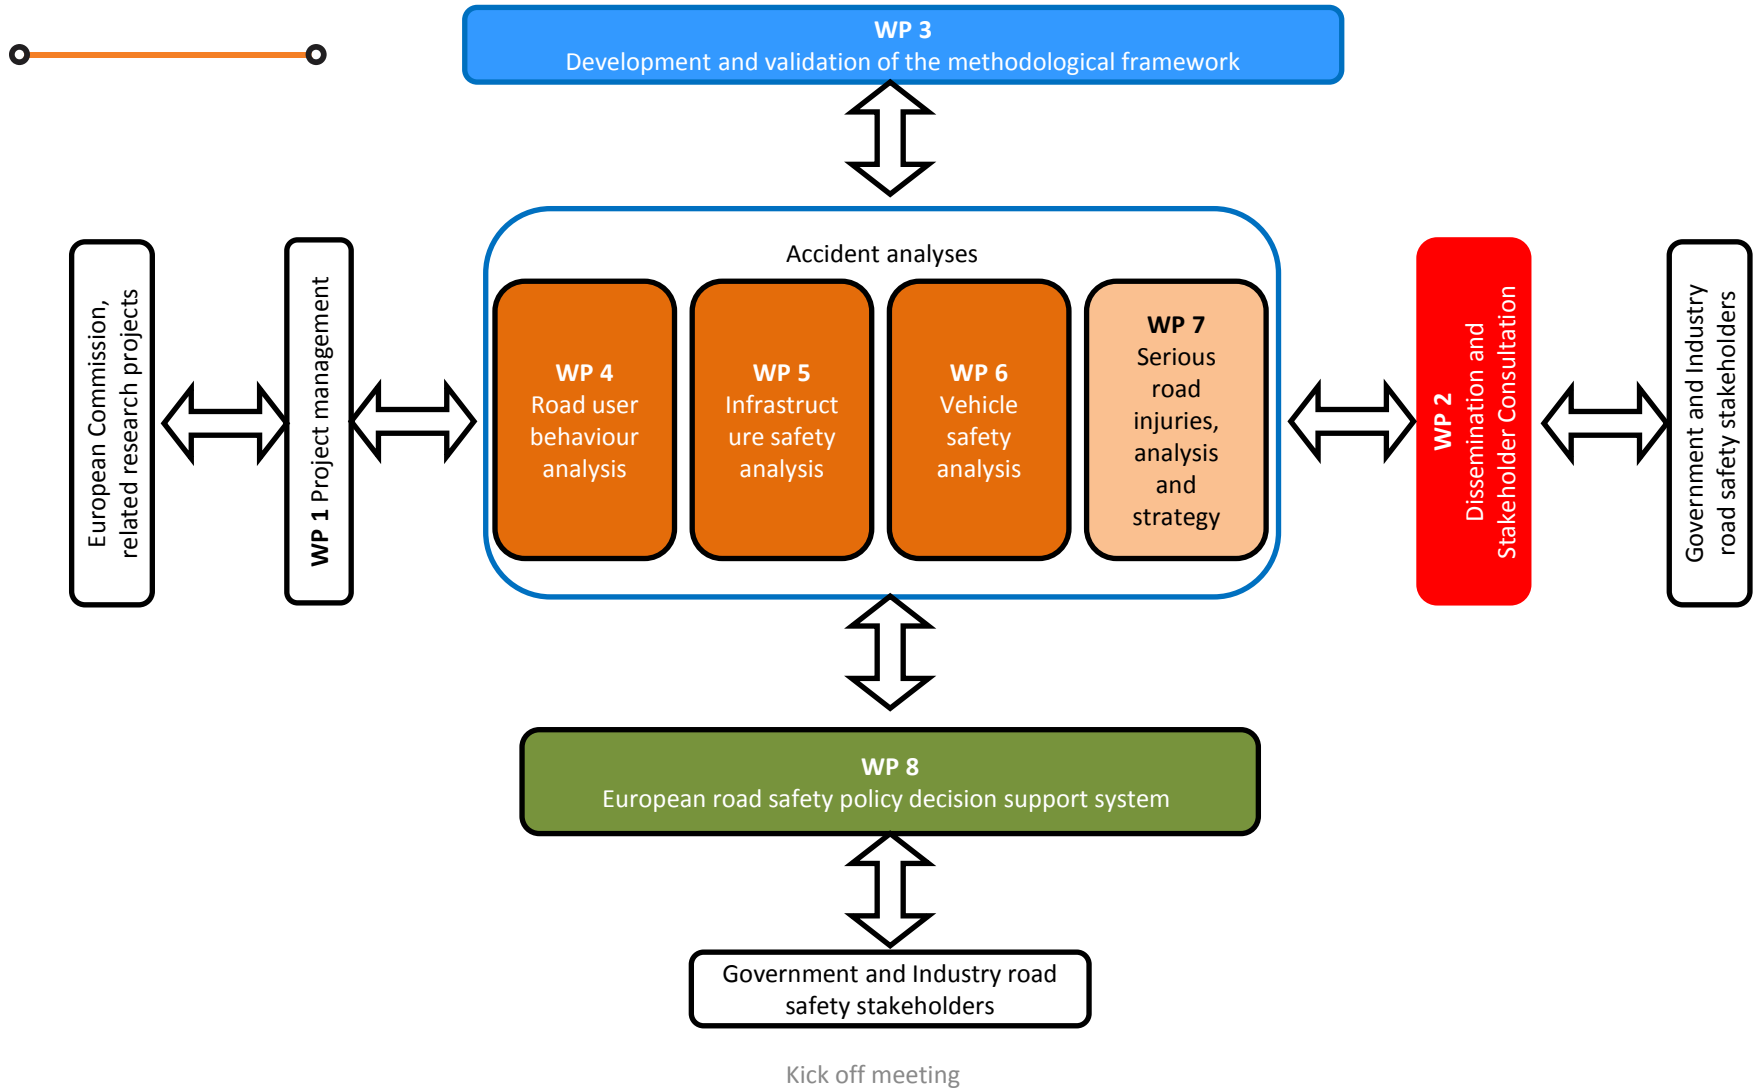 WP 3
Development and validation of the methodological framework
European Commission,
related research projects
WP 1 Project management
Accident analyses
WP 4
Road user
behaviour
analysis
WP 5
Infrastruct
ure safety
analysis
WP 6
Vehicle
safety
analysis
WP 7
Serious
road
injuries,
analysis
and
strategy
WP 2
Dissemination and
Stakeholder Consultation
Government and Industry
road safety stakeholders
WP 8
European road safety policy decision support system
Government and Industry road
safety stakeholders
Kick off meeting